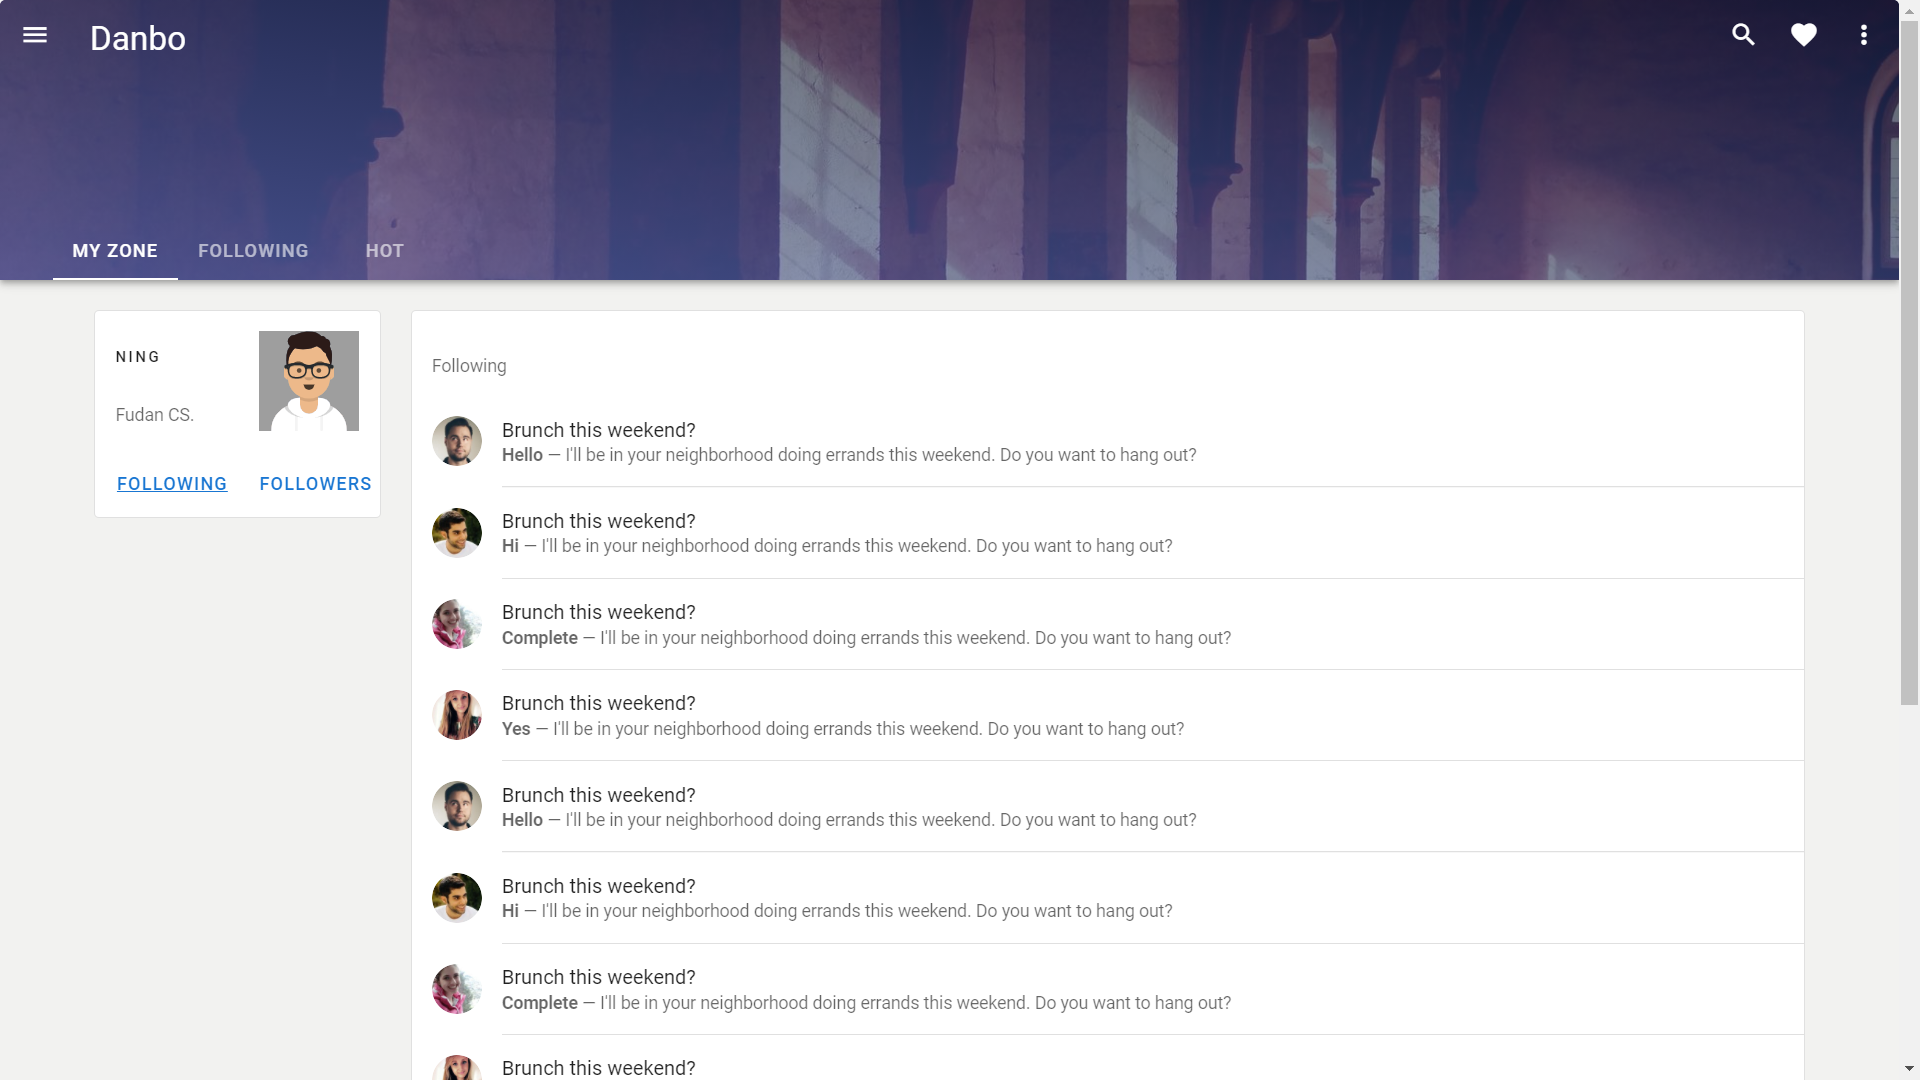 Danbo
MY ZONE FOLLOWING HOT
NING
Fudan CS.
FOLLOWING FOLLOWERS
Following
Brunch this weekend?
Hello — I'll be in your neighborhood doing errands this weekend. Do you want to hang out?
Brunch this weekend?
Hi — I'll be in your neighborhood doing errands this weekend. Do you want to hang out?
Brunch this weekend?
Complete — I'll be in your neighborhood doing errands this weekend. Do you want to hang out?
Brunch this weekend?
Yes — I'll be in your neighborhood doing errands this weekend. Do you want to hang out?
Brunch this weekend?
Hello — I'll be in your neighborhood doing errands this weekend. Do you want to hang out?
Brunch this weekend?
Hi — I'll be in your neighborhood doing errands this weekend. Do you want to hang out?
Brunch this weekend?
Complete — I'll be in your neighborhood doing errands this weekend. Do you want to hang out?
Brunch this weekend?